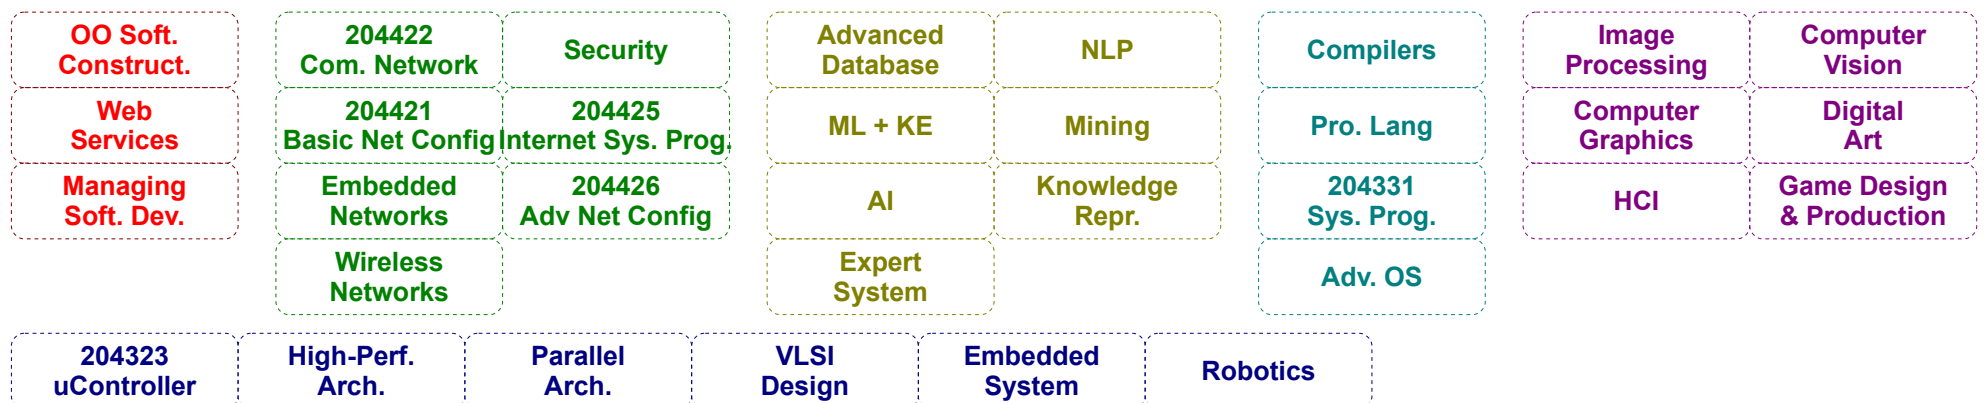 OO Soft.
Construct.
Web
Services
Managing
Soft. Dev.
204422
Com. Network
Security
204421
Basic Net Config
204425
Internet Sys. Prog.
Embedded
Networks
204426
Adv Net Config
Wireless
Networks
Advanced
Database
NLP
ML + KE
Mining
AI
Knowledge
Repr.
Expert
System
Compilers
Pro. Lang
204331
Sys. Prog.
Adv. OS
Image
Processing
Computer
Vision
Computer
Graphics
Digital
Art
HCI
Game Design
& Production
204323
uController
High-Perf.
Arch.
Parallel
Arch.
VLSI
Design
Embedded
System
Robotics